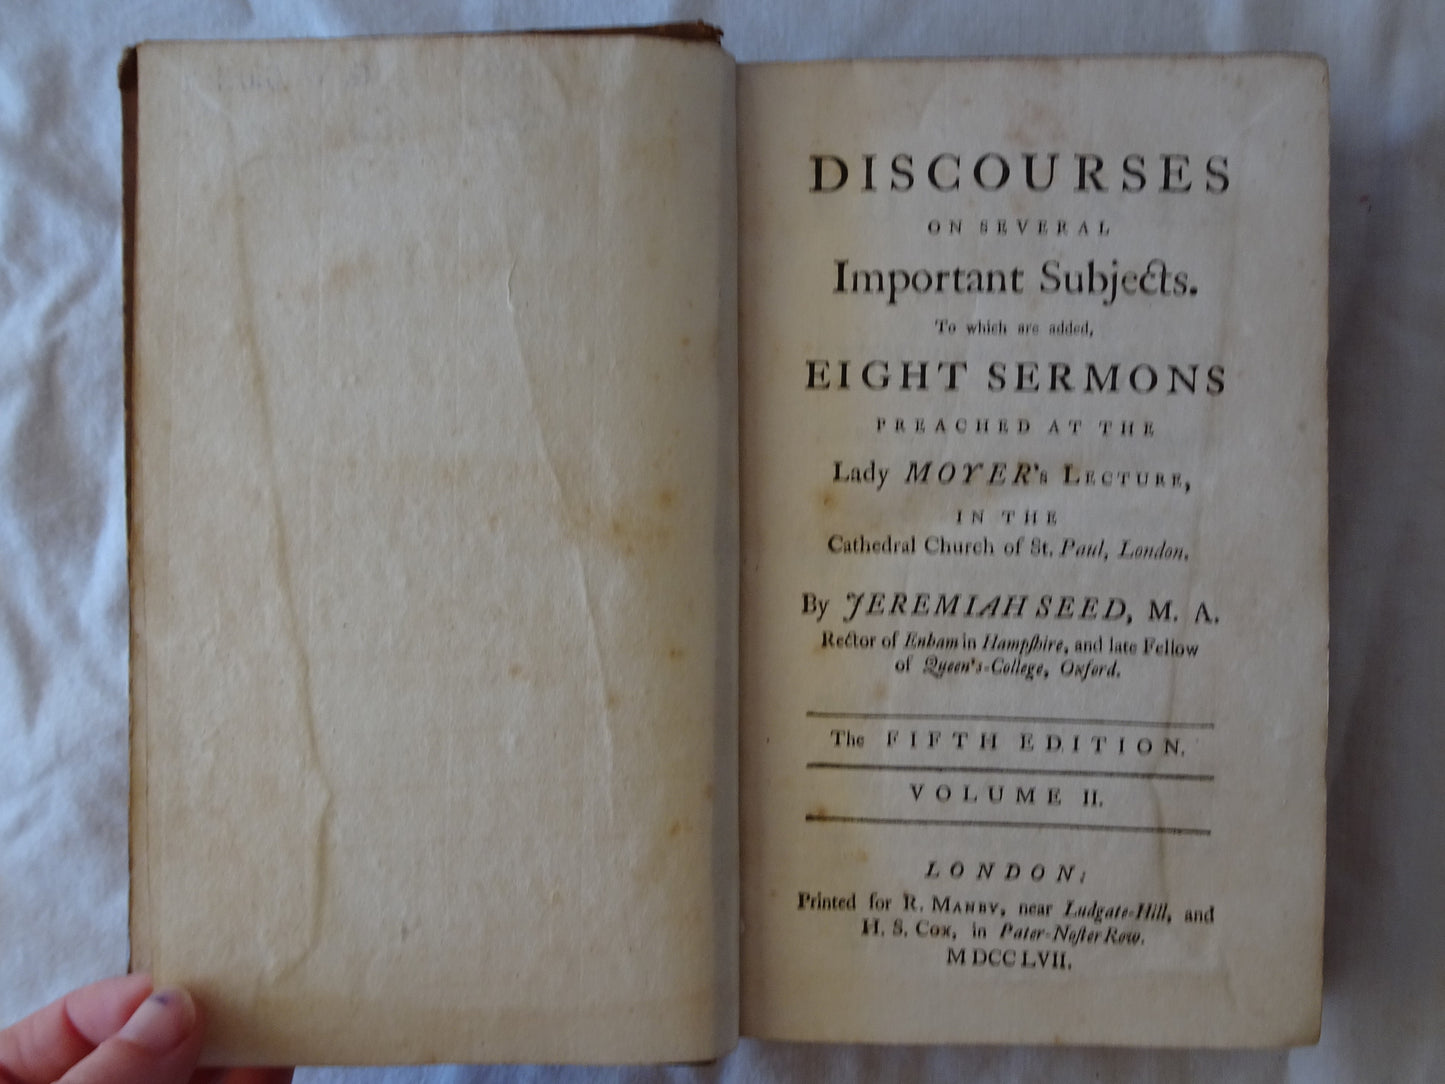 DISCOURSES
ON SEVERAL
Important Subjects.
To which are added,
EIGHT SERMONS
PREACHED AT THE
Lady MOYER's LECTURE,
IN THE
Cathedral Church of St. Paul, London.
By JEREMIAH SEED, M. A.
Rector of Enham in Hampſhire, and late Fellow
of Queen's-College, Oxford.
The FIFTH EDITION.
VOLUME II.
LONDON:
Printed for R. MANBY, near Ludgate-Hill, and
H. S. COX, in Pater-Noſter Row.
MDCCLVII.